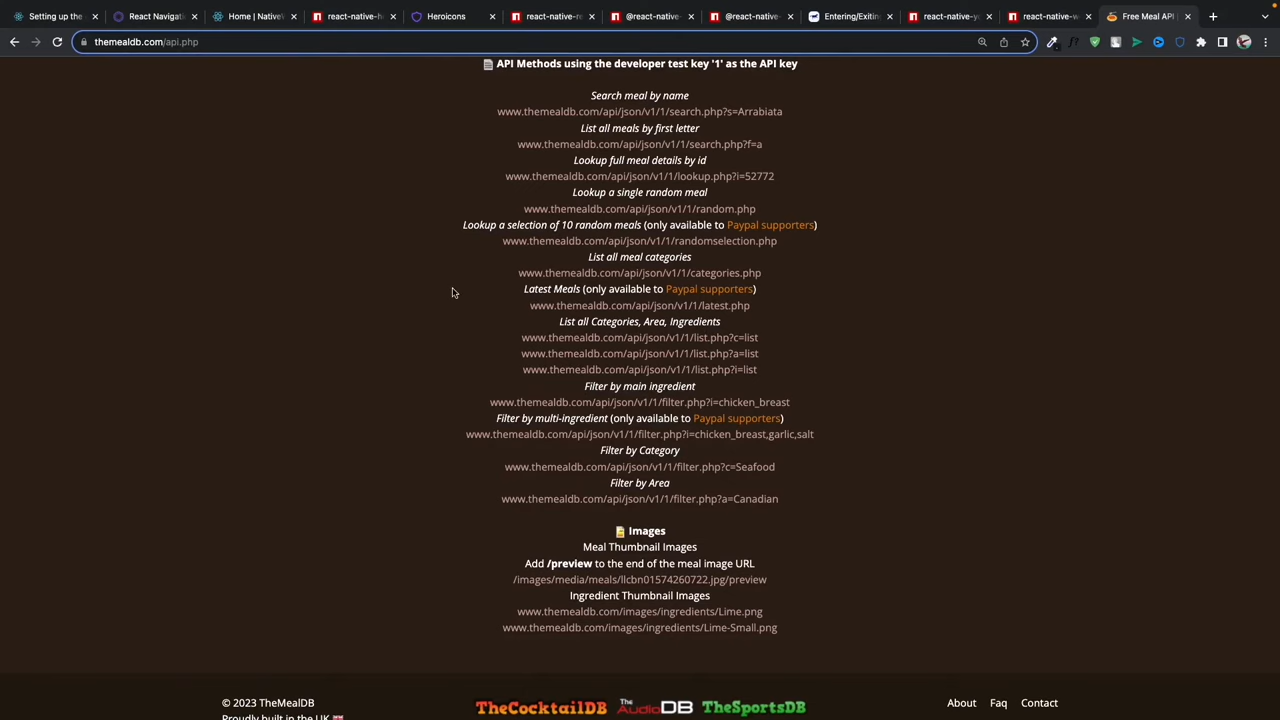 Setting up the
React Navigati
Home | NativeW
react-native-h
Heroicons
react-native-re
@react-native-
@react-native-
Entering/Exitin
react-native-y
react-native-w
Free Meal API
themealdb.com/api.php
API Methods using the developer test key '1' as the API key
Search meal by name
www.themealdb.com/api/json/v1/1/search.php?s=Arrabiata
List all meals by first letter
www.themealdb.com/api/json/v1/1/search.php?f=a
Lookup full meal details by id
www.themealdb.com/api/json/v1/1/lookup.php?i=52772
Lookup a single random meal
www.themealdb.com/api/json/v1/1/random.php
Lookup a selection of 10 random meals (only available to Paypal supporters)
www.themealdb.com/api/json/v1/1/randomselection.php
List all meal categories
www.themealdb.com/api/json/v1/1/categories.php
Latest Meals (only available to Paypal supporters)
www.themealdb.com/api/json/v1/1/latest.php
List all Categories, Area, Ingredients
www.themealdb.com/api/json/v1/1/list.php?c=list
www.themealdb.com/api/json/v1/1/list.php?a=list
www.themealdb.com/api/json/v1/1/list.php?i=list
Filter by main ingredient
www.themealdb.com/api/json/v1/1/filter.php?i=chicken_breast
Filter by multi-ingredient (only available to Paypal supporters)
www.themealdb.com/api/json/v1/1/filter.php?i=chicken_breast,garlic,salt
Filter by Category
www.themealdb.com/api/json/v1/1/filter.php?c=Seafood
Filter by Area
www.themealdb.com/api/json/v1/1/filter.php?a=Canadian
Images
Meal Thumbnail Images
Add /preview to the end of the meal image URL
/images/media/meals/llcbn01574260722.jpg/preview
Ingredient Thumbnail Images
www.themealdb.com/images/ingredients/Lime.png
www.themealdb.com/images/ingredients/Lime-Small.png
© 2023 TheMealDB
Proudly built in the UK
TheCocktailDB
The AudioDB
TheSportsDB
About
Faq
Contact